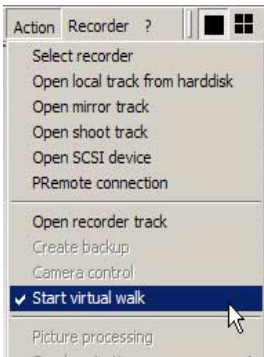 Action Recorder ?
Select recorder
Open local track from harddisk
Open mirror track
Open shoot track
Open SCSI device
PRemote connection
Open recorder track
Create backup
Camera control
Start virtual walk
Picture processing